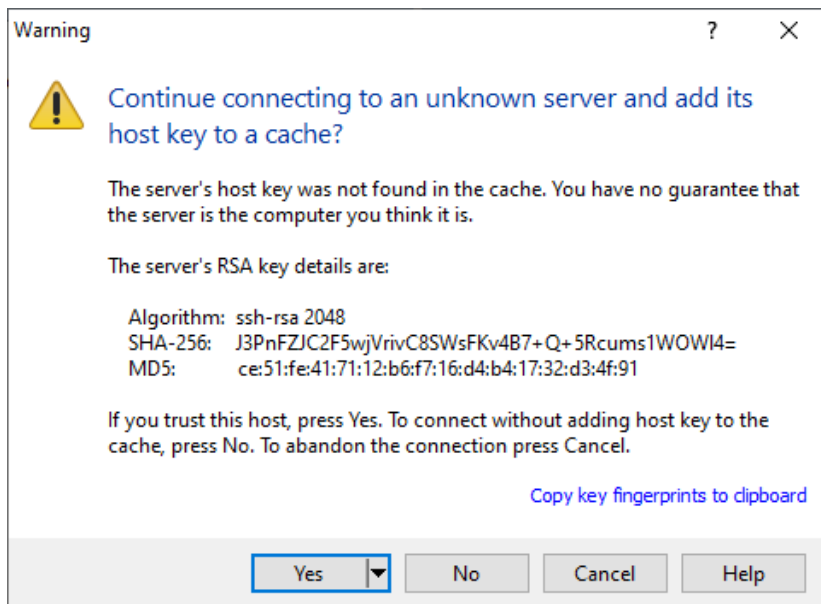 Warning
?
Continue connecting to an unknown server and add its
host key to a cache?
The server's host key was not found in the cache. You have no guarantee that
the server is the computer you think it is.
The server's RSA key details are:
Algorithm: ssh-rsa 2048
SHA-256: J3PnFZJC2F5wjVrivC8SWsFKv4B7+Q+5Rcums1WOWI4=
MD5: ce:51:fe:41:71:12:b6:f7:16:d4:b4:17:32:d3:4f:91
If you trust this host, press Yes. To connect without adding host key to the
cache, press No. To abandon the connection press Cancel.
Copy key fingerprints to clipboard
Yes No Cancel Help